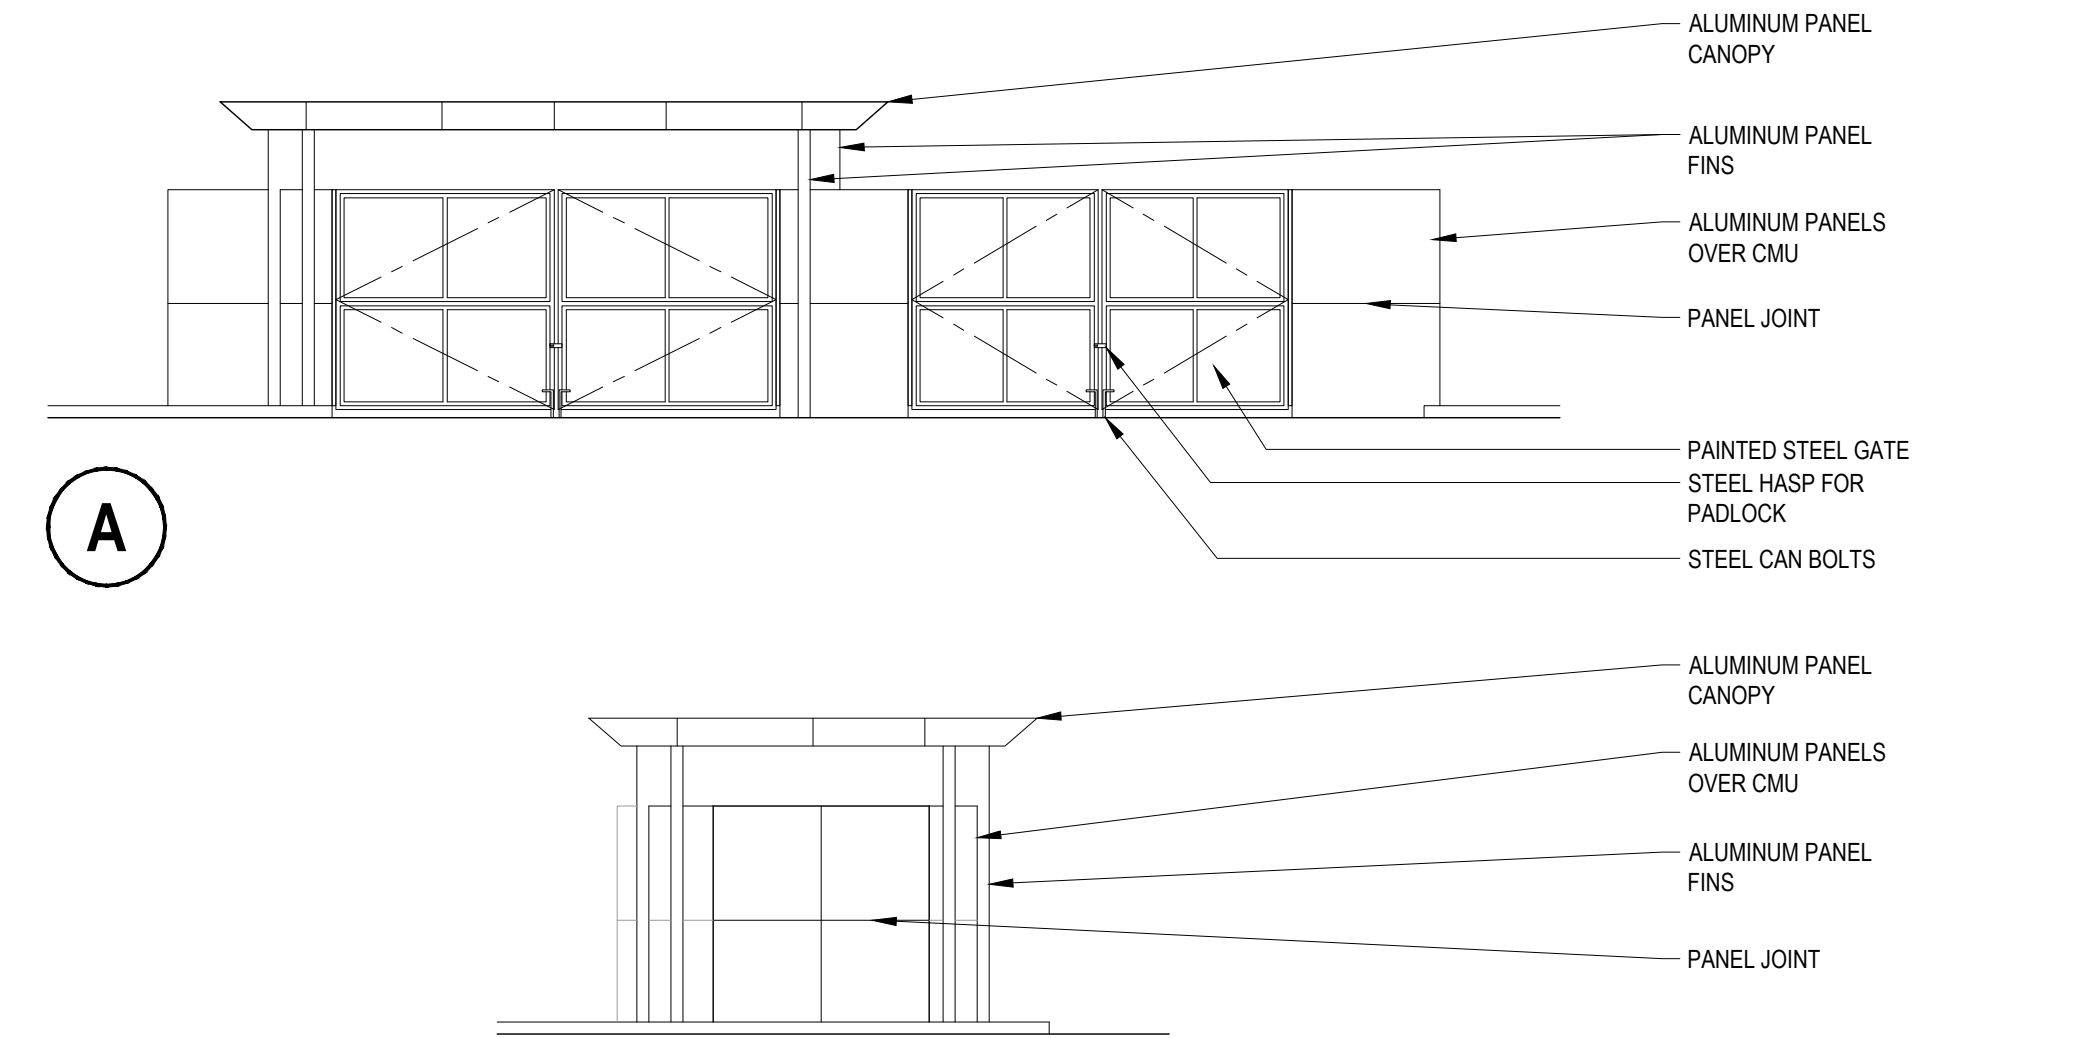 ALUMINUM PANEL
CANOPY
ALUMINUM PANEL
FINS
ALUMINUM PANELS
OVER CMU
PANEL JOINT
PAINTED STEEL GATE
STEEL HASP FOR
PADLOCK
STEEL CAN BOLTS
A
ALUMINUM PANEL
CANOPY
ALUMINUM PANELS
OVER CMU
ALUMINUM PANEL
FINS
PANEL JOINT